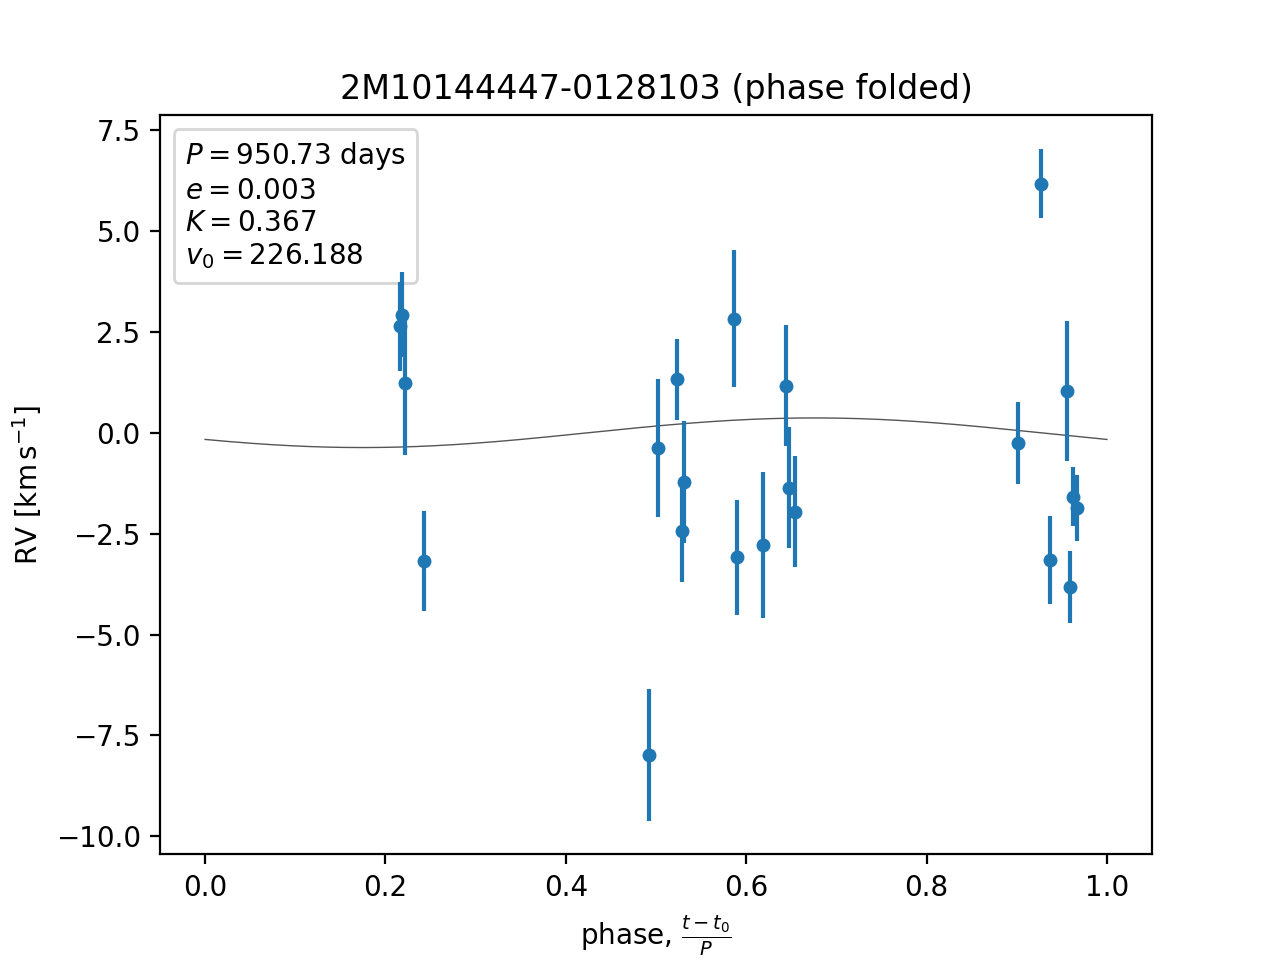 2M10144447-0128103 (phase folded)
P = 950.73 days
e = 0.003
K = 0.367
v₀ = 226.188
7.5
5.0
2.5
0.0
−2.5
−5.0
−7.5
−10.0
RV [km s⁻¹]
0.0 0.2 0.4 0.6 0.8 1.0
phase, (t − t₀)/P